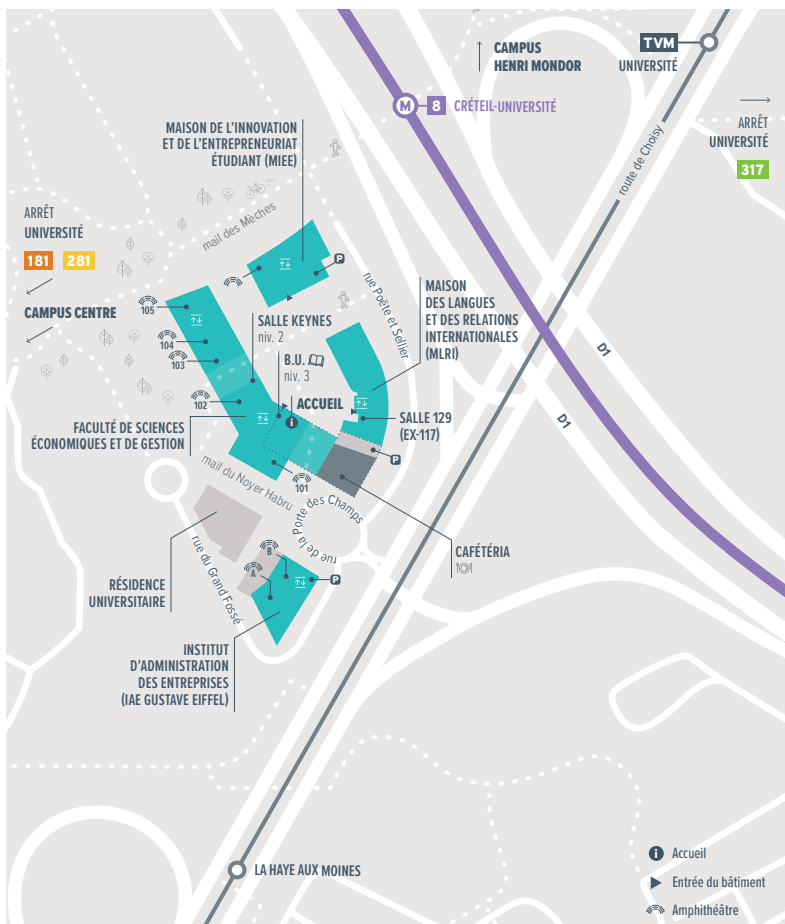 TVM
UNIVERSITÉ
CAMPUS
HENRI MONDOR
M
8
CRÉTEIL-UNIVERSITÉ
ARRÊT
UNIVERSITÉ
317
route de Choisy
MAISON DE L'INNOVATION
ET DE L'ENTREPRENEURIAT
ÉTUDIANT (MIEE)
ARRÊT
UNIVERSITÉ
181
281
CAMPUS CENTRE
mail des Mèches
P
rue Poëte et Sellier
MAISON
DES LANGUES
ET DES RELATIONS
INTERNATIONALES
(MLRI)
105
104
103
102
SALLE KEYNES
niv. 2
B.U.
niv. 3
ACCUEIL
i
SALLE 129
(EX-117)
P
D1
D1
FACULTÉ DE SCIENCES
ÉCONOMIQUES ET DE GESTION
101
mail du Noyer Habru
rue de la Porte des Champs
CAFÉTÉRIA
B
A
P
RÉSIDENCE
UNIVERSITAIRE
rue du Grand Fossé
INSTITUT
D'ADMINISTRATION
DES ENTREPRISES
(IAE GUSTAVE EIFFEL)
LA HAYE AUX MOINES
i Accueil
Entrée du bâtiment
Amphithéâtre